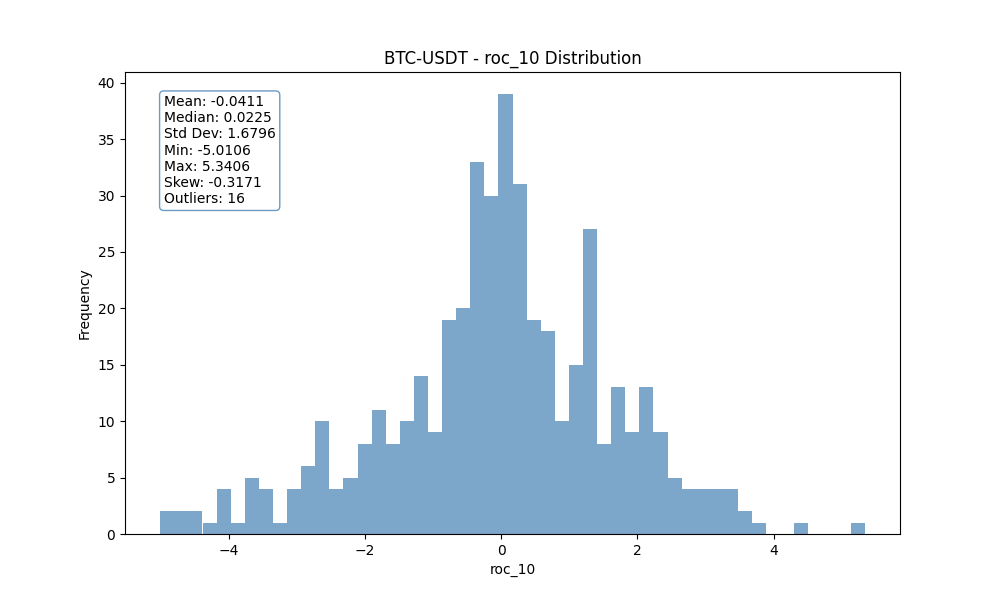 BTC-USDT - roc_10 Distribution
Mean: -0.0411
Median: 0.0225
Std Dev: 1.6796
Min: -5.0106
Max: 5.3406
Skew: -0.3171
Outliers: 16
Frequency
40
35
30
25
20
15
10
5
0
−4 −2 0 2 4
roc_10